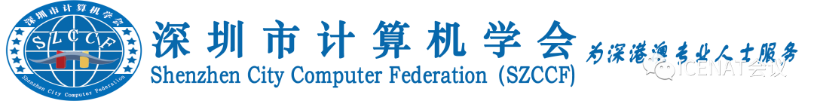 深圳市计算机学会
SZCCF
Shenzhen City Computer Federation
深圳市计算机学会
Shenzhen City Computer Federation (SZCCF)
为深港澳专业人士服务
ICENAT会议